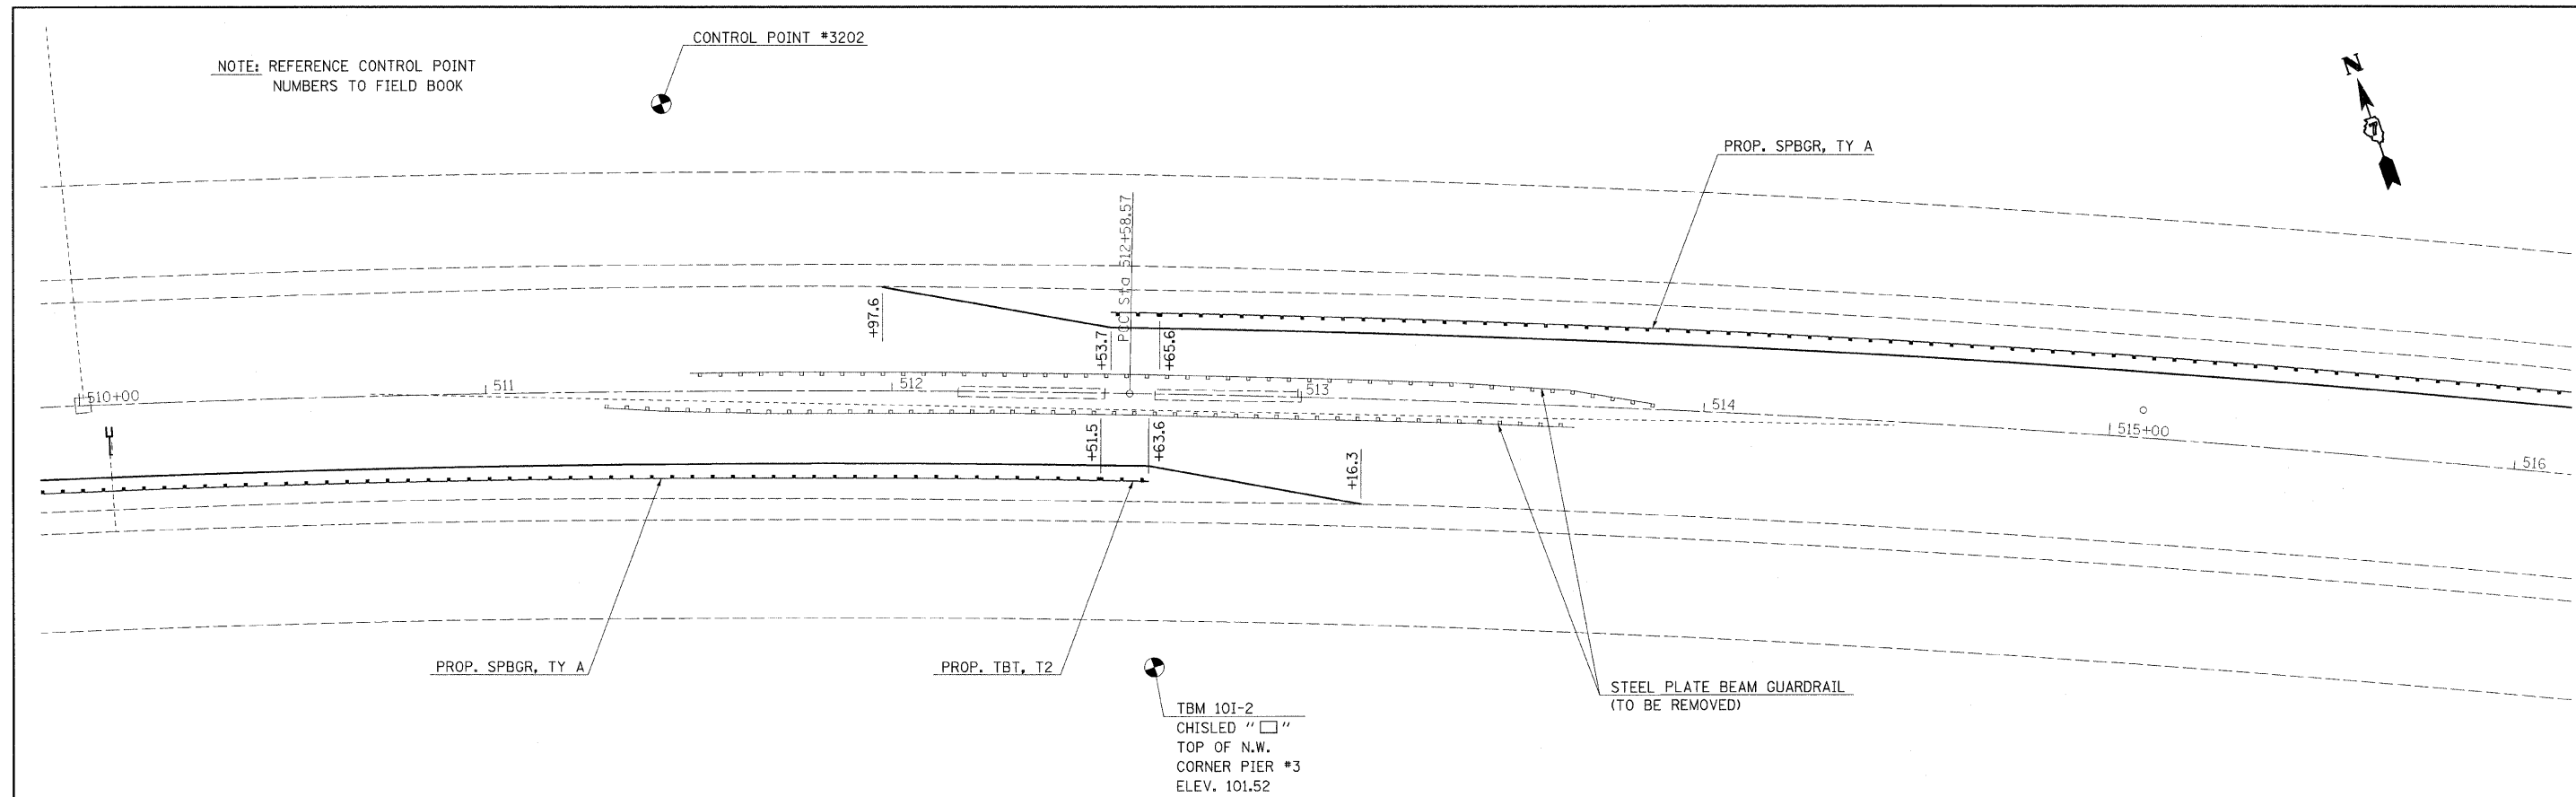 CONTROL POINT #3202
NOTE: REFERENCE CONTROL POINT
NUMBERS TO FIELD BOOK
N
PROP. SPBGR, TY A
PCC Sta 512+58.57
+97.6
+53.7
+65.6
510+00
511
512
513
514
515+00
516
+51.5
+63.6
+16.3
PROP. SPBGR, TY A
PROP. TBT, T2
STEEL PLATE BEAM GUARDRAIL
(TO BE REMOVED)
TBM 10I-2
CHISLED "□"
TOP OF N.W.
CORNER PIER #3
ELEV. 101.52